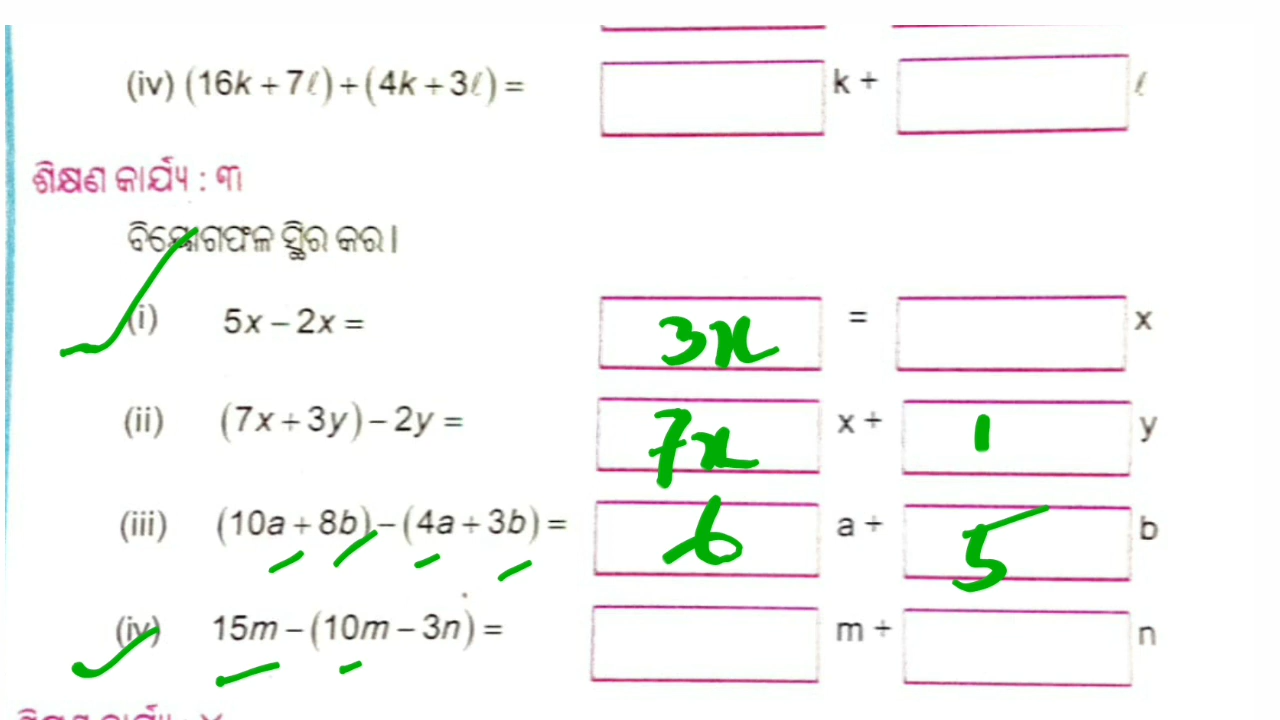 (iv) (16k + 7ℓ) + (4k + 3ℓ) = k + ℓ
ଶିକ୍ଷଣ କାର୍ଯ୍ୟ : ୩
ବିୟୋଗଫଳ ସ୍ଥିର କର।
(i) 5x – 2x = 3x = x
(ii) (7x + 3y) – 2y = 7x x + 1 y
(iii) (10a + 8b) – (4a + 3b) = 6 a + 5 b
(iv) 15m – (10m – 3n) = m + n